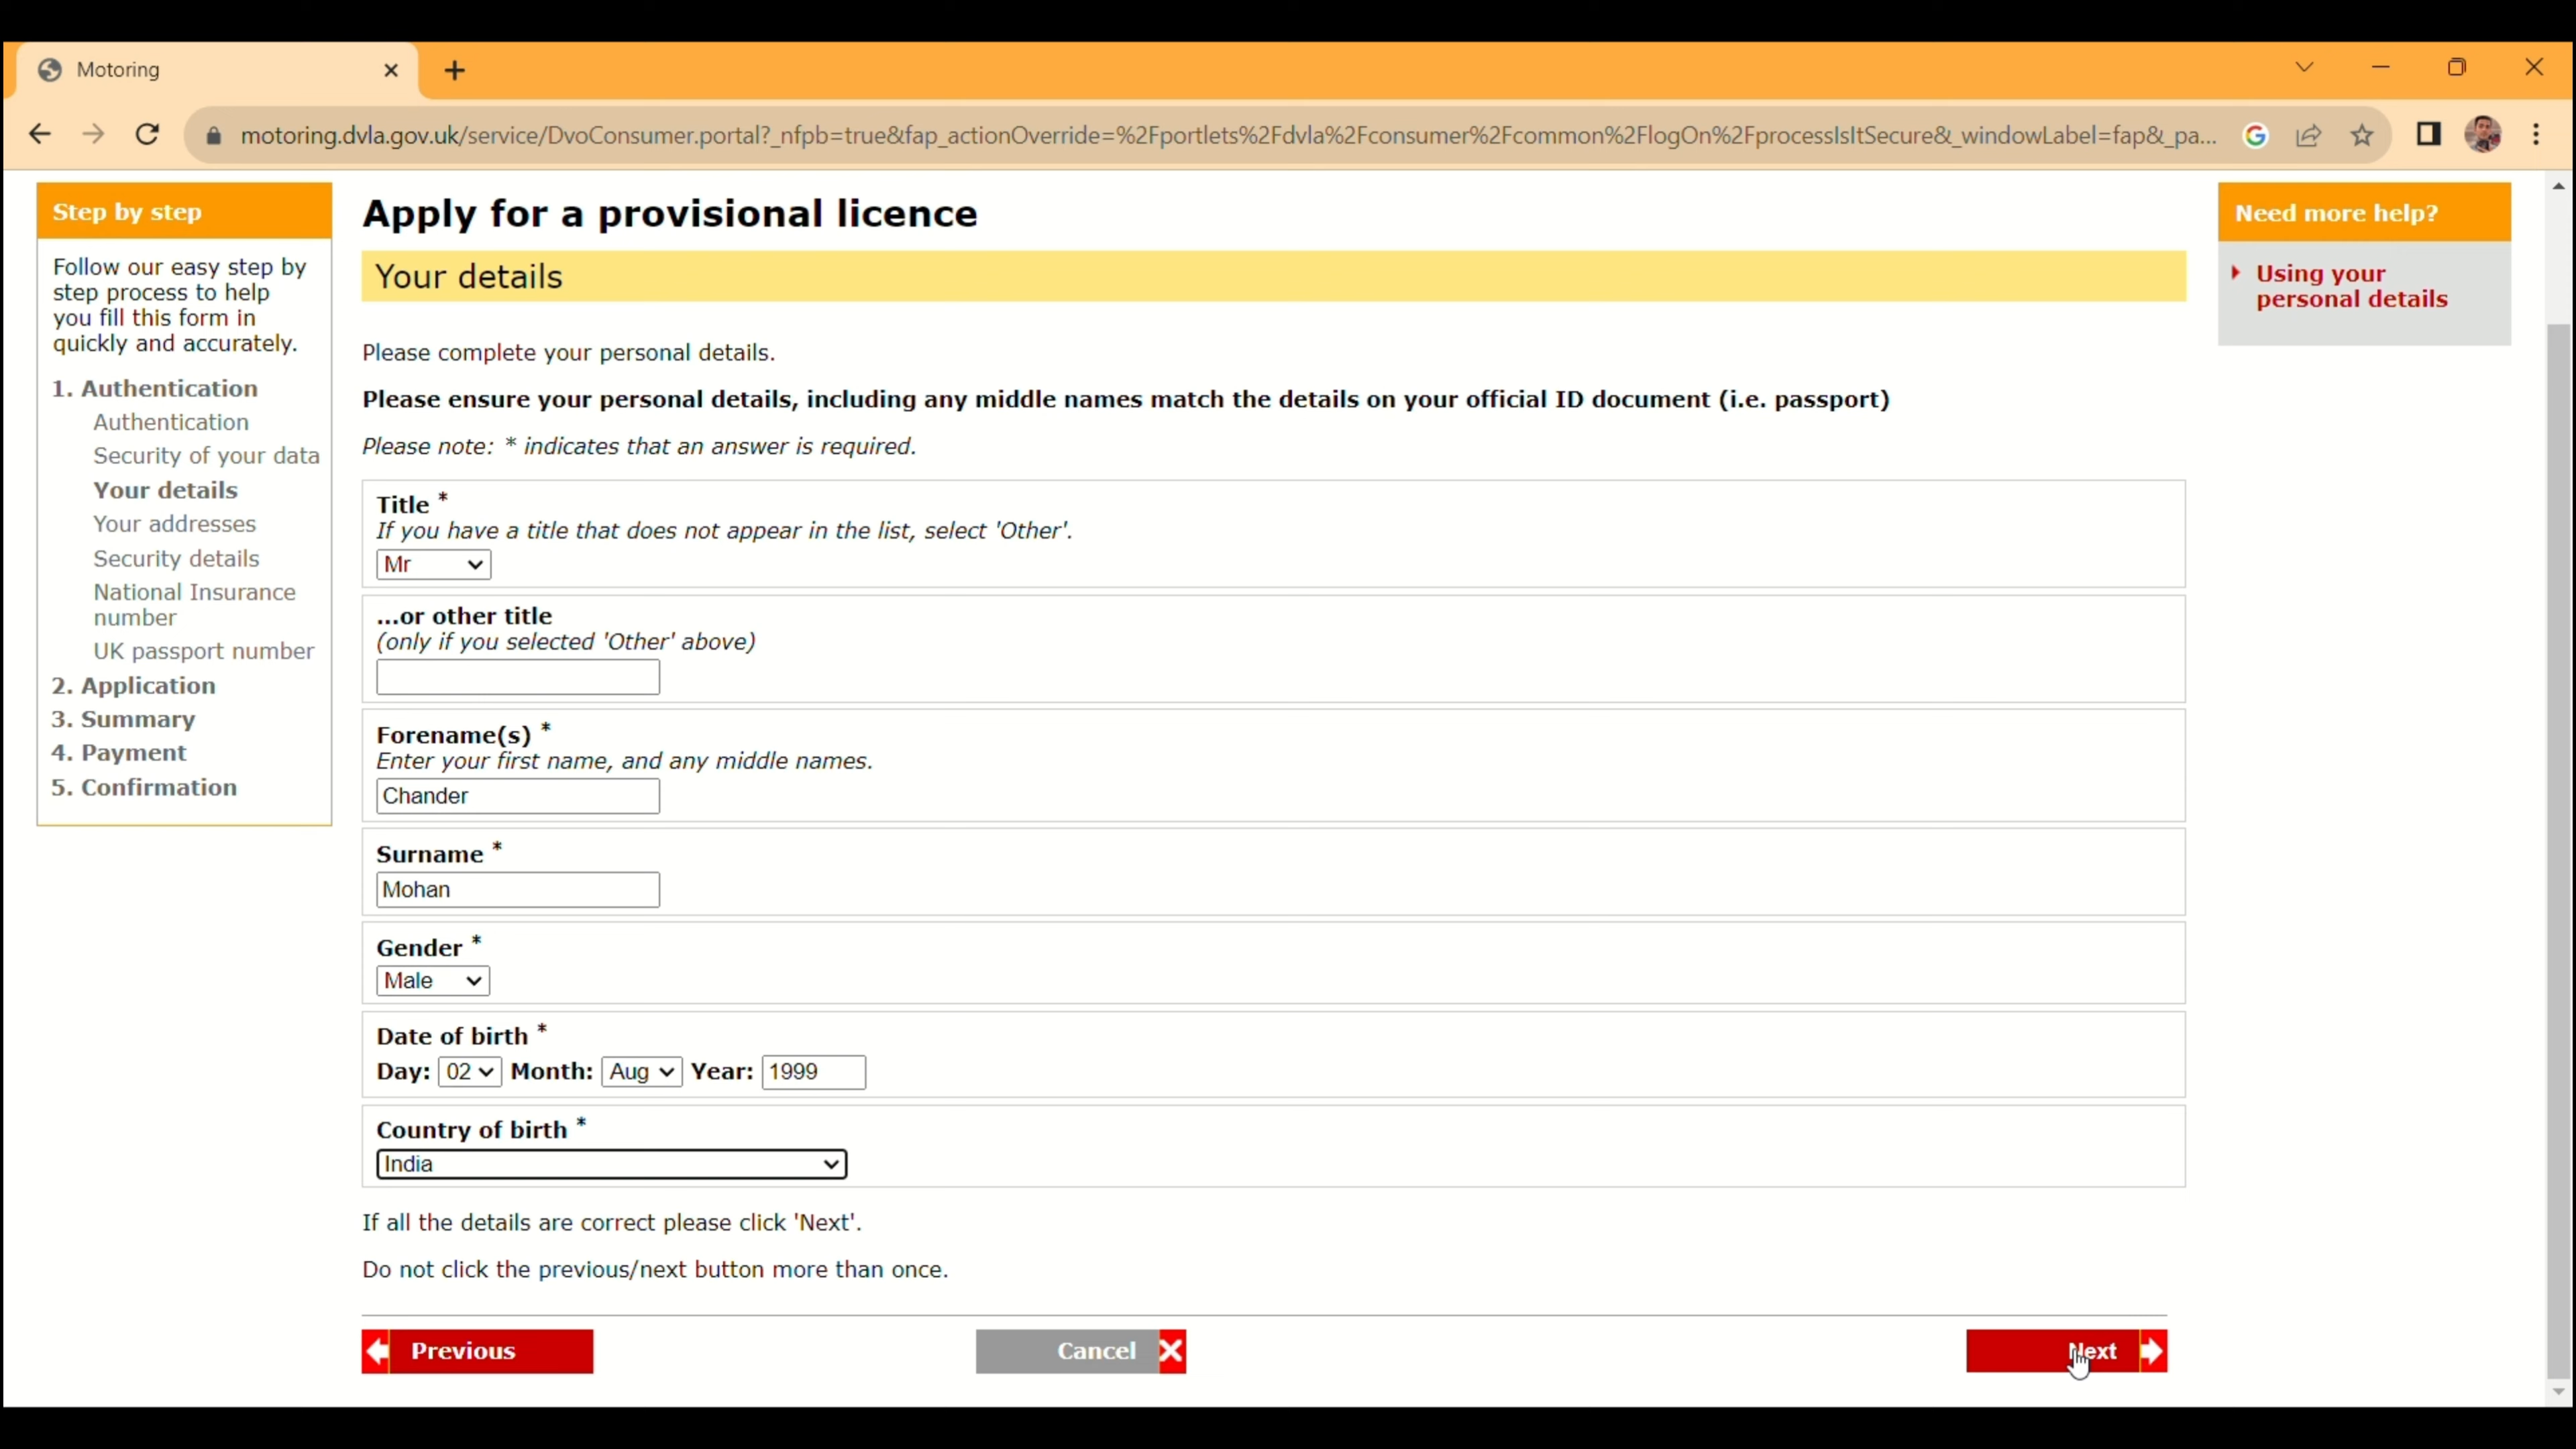 Motoring
motoring.dvla.gov.uk/service/DvoConsumer.portal?_nfpb=true&fap_actionOverride=%2Fportlets%2Fdvla%2Fconsumer%2Fcommon%2FlogOn%2FprocessIsItSecure&_windowLabel=fap&_pa...
Step by step
Follow our easy step by
step process to help
you fill this form in
quickly and accurately.
1. Authentication
Authentication
Security of your data
Your details
Your addresses
Security details
National Insurance
number
UK passport number
2. Application
3. Summary
4. Payment
5. Confirmation
Apply for a provisional licence
Your details
Please complete your personal details.
Please ensure your personal details, including any middle names match the details on your official ID document (i.e. passport)
Please note: * indicates that an answer is required.
Title *
If you have a title that does not appear in the list, select 'Other'.
Mr
...or other title
(only if you selected 'Other' above)
Forename(s) *
Enter your first name, and any middle names.
Chander
Surname *
Mohan
Gender *
Male
Date of birth *
Day: 02 Month: Aug Year: 1999
Country of birth *
India
If all the details are correct please click 'Next'.
Do not click the previous/next button more than once.
Previous
Cancel
Next
Need more help?
Using your
personal details